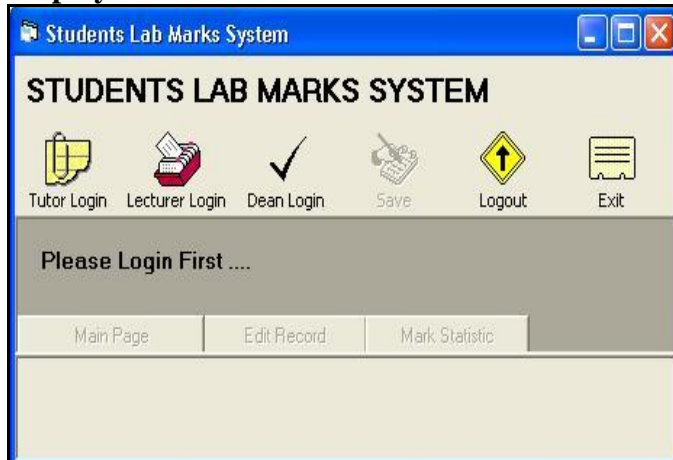 Students Lab Marks System
STUDENTS LAB MARKS SYSTEM
Tutor Login Lecturer Login Dean Login Save Logout Exit
Please Login First ....
Main Page Edit Record Mark Statistic